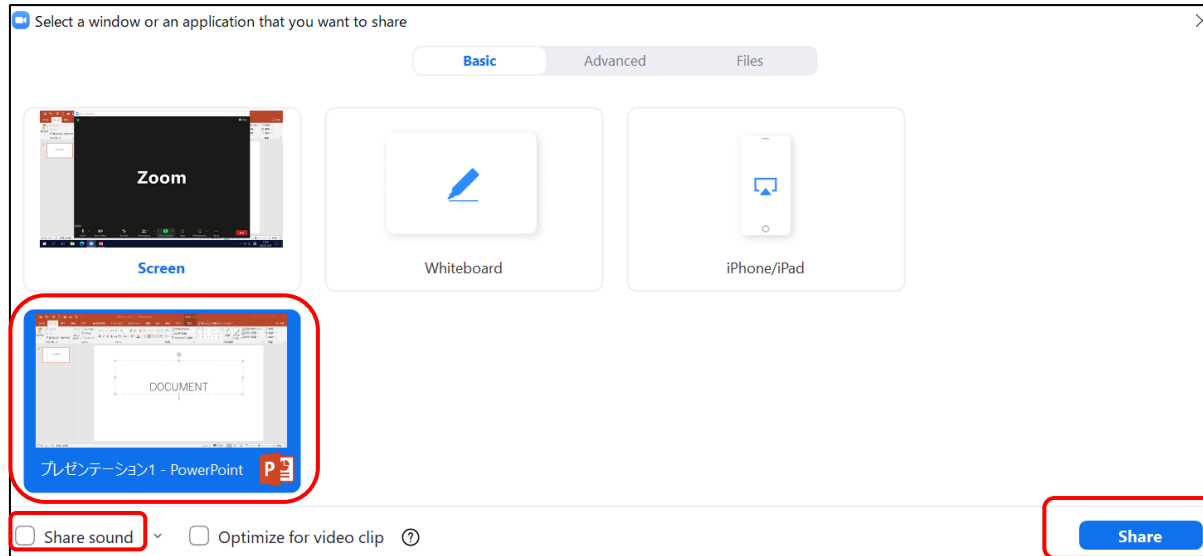 Select a window or an application that you want to share
Basic Advanced Files
Zoom
Screen Whiteboard iPhone/iPad
DOCUMENT
プレゼンテーション1 - PowerPoint
Share sound Optimize for video clip
Share